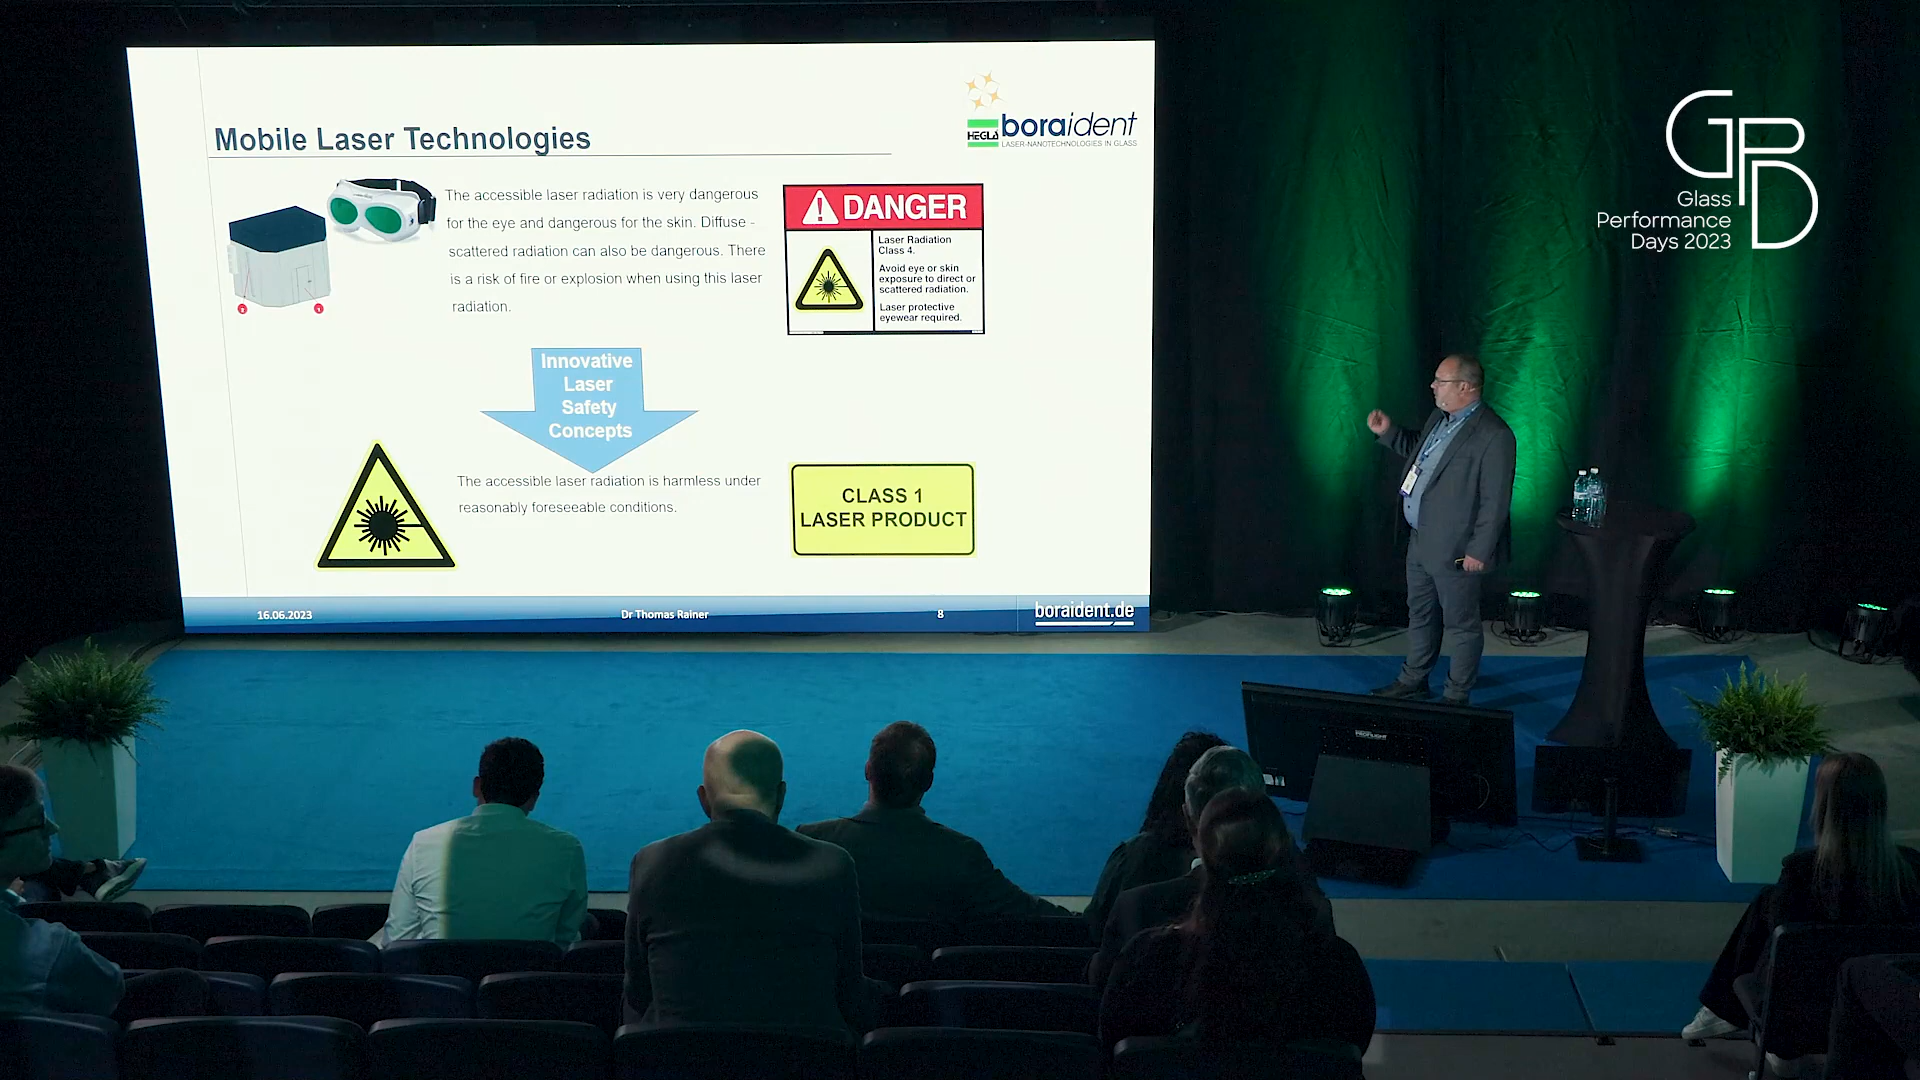 Mobile Laser Technologies
HEGLA boraident
LASER-NANOTECHNOLOGIES IN GLASS
The accessible laser radiation is very dangerous
for the eye and dangerous for the skin. Diffuse -
scattered radiation can also be dangerous. There
is a risk of fire or explosion when using this laser
radiation.
DANGER
Laser Radiation
Class 4.
Avoid eye or skin
exposure to direct or
scattered radiation.
Laser protective
eyewear required.
Innovative
Laser
Safety
Concepts
The accessible laser radiation is harmless under
reasonably foreseeable conditions.
CLASS 1
LASER PRODUCT
16.06.2023
Dr Thomas Rainer
8
boraident.de
GPD
Glass
Performance
Days 2023